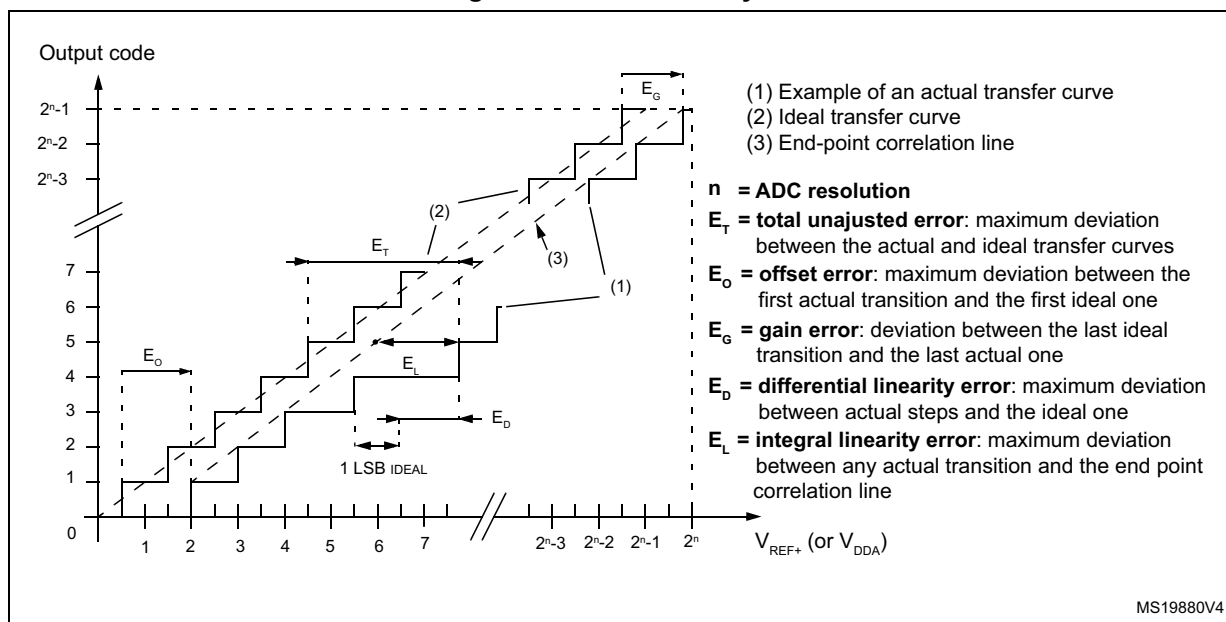 Output code
2ⁿ-1
2ⁿ-2
2ⁿ-3
7
6
5
4
3
2
1
0
1 2 3 4 5 6 7 2ⁿ-3 2ⁿ-2 2ⁿ-1 2ⁿ
V_REF+ (or V_DDA)
E_O
E_T
E_L
E_D
1 LSB IDEAL
E_G
(2)
(3)
(1)
(1) Example of an actual transfer curve
(2) Ideal transfer curve
(3) End-point correlation line
n = ADC resolution
E_T = total unajusted error: maximum deviation
between the actual and ideal transfer curves
E_O = offset error: maximum deviation between the
first actual transition and the first ideal one
E_G = gain error: deviation between the last ideal
transition and the last actual one
E_D = differential linearity error: maximum deviation
between actual steps and the ideal one
E_L = integral linearity error: maximum deviation
between any actual transition and the end point
correlation line
MS19880V4